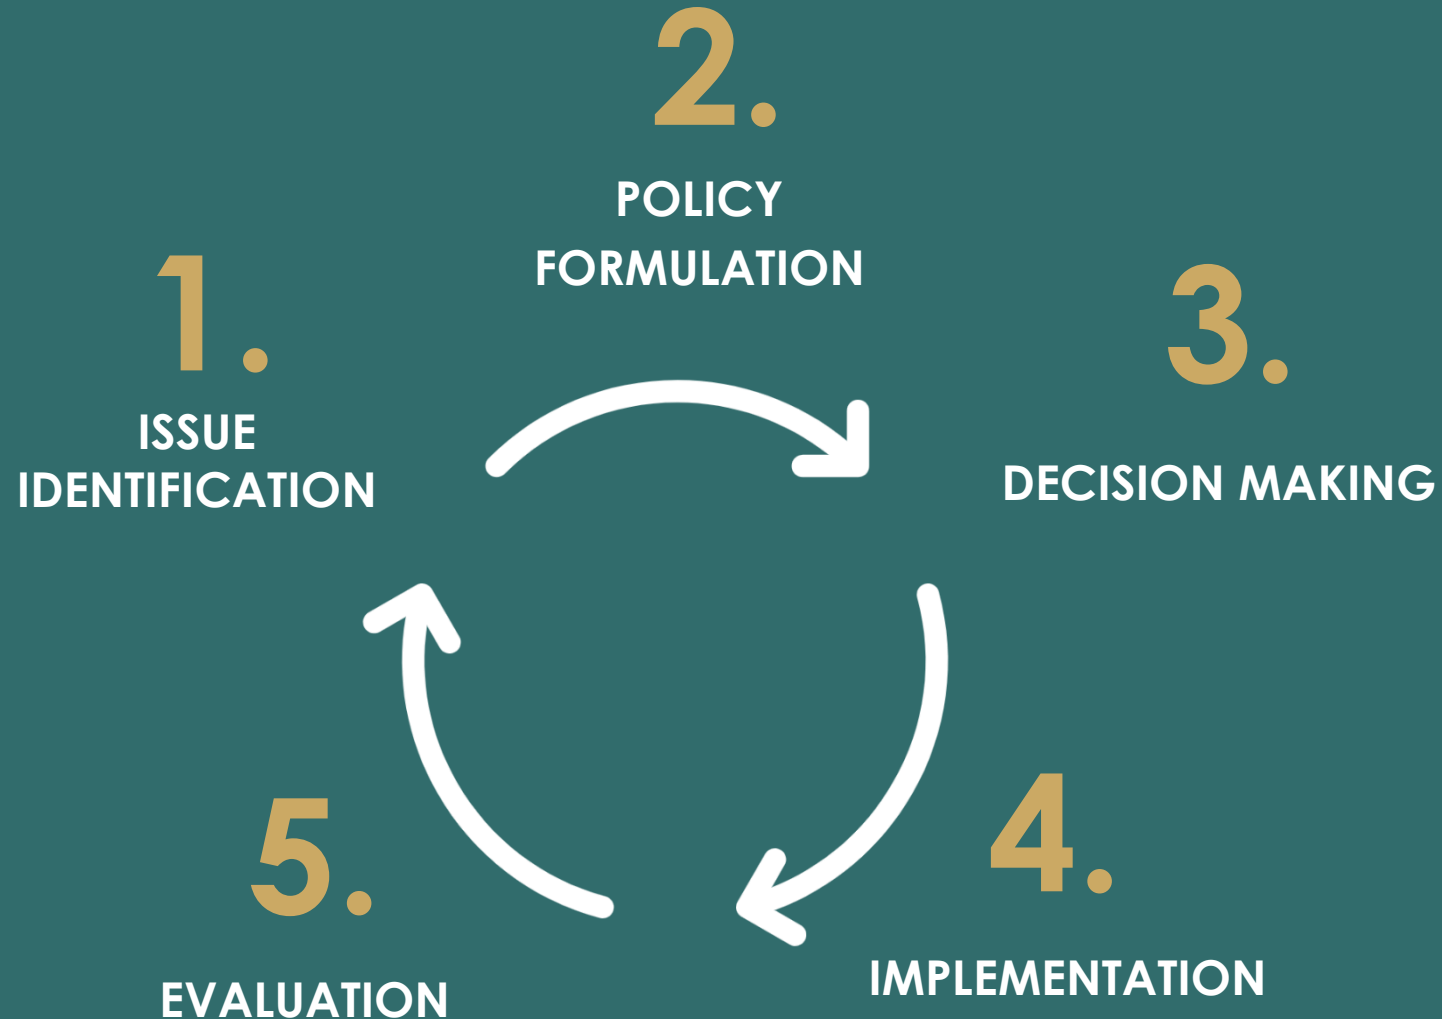 1.
ISSUE
IDENTIFICATION
2.
POLICY
FORMULATION
3.
DECISION MAKING
4.
IMPLEMENTATION
5.
EVALUATION